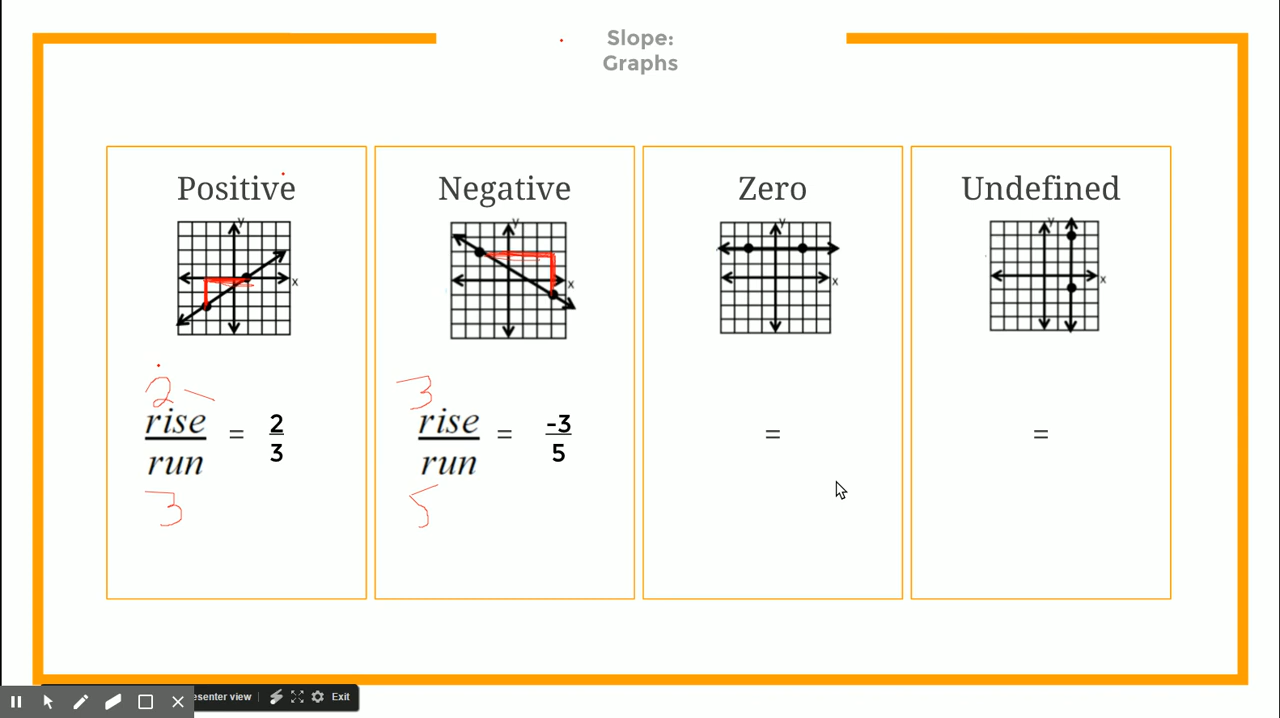 Slope:
Graphs
Positive
y
x
2
rise = 2
run 3
3
Negative
y
x
3
rise = -3
run 5
5
Zero
y
x
=
Undefined
y
x
=
esenter view Exit